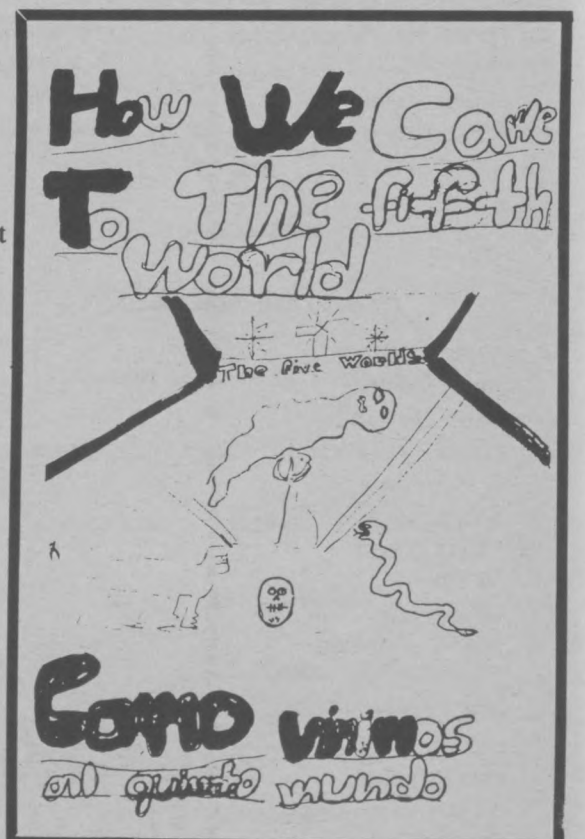 How We Came
To The fifth
World
The five Worlds
Como vinimos
al quinto mundo
t